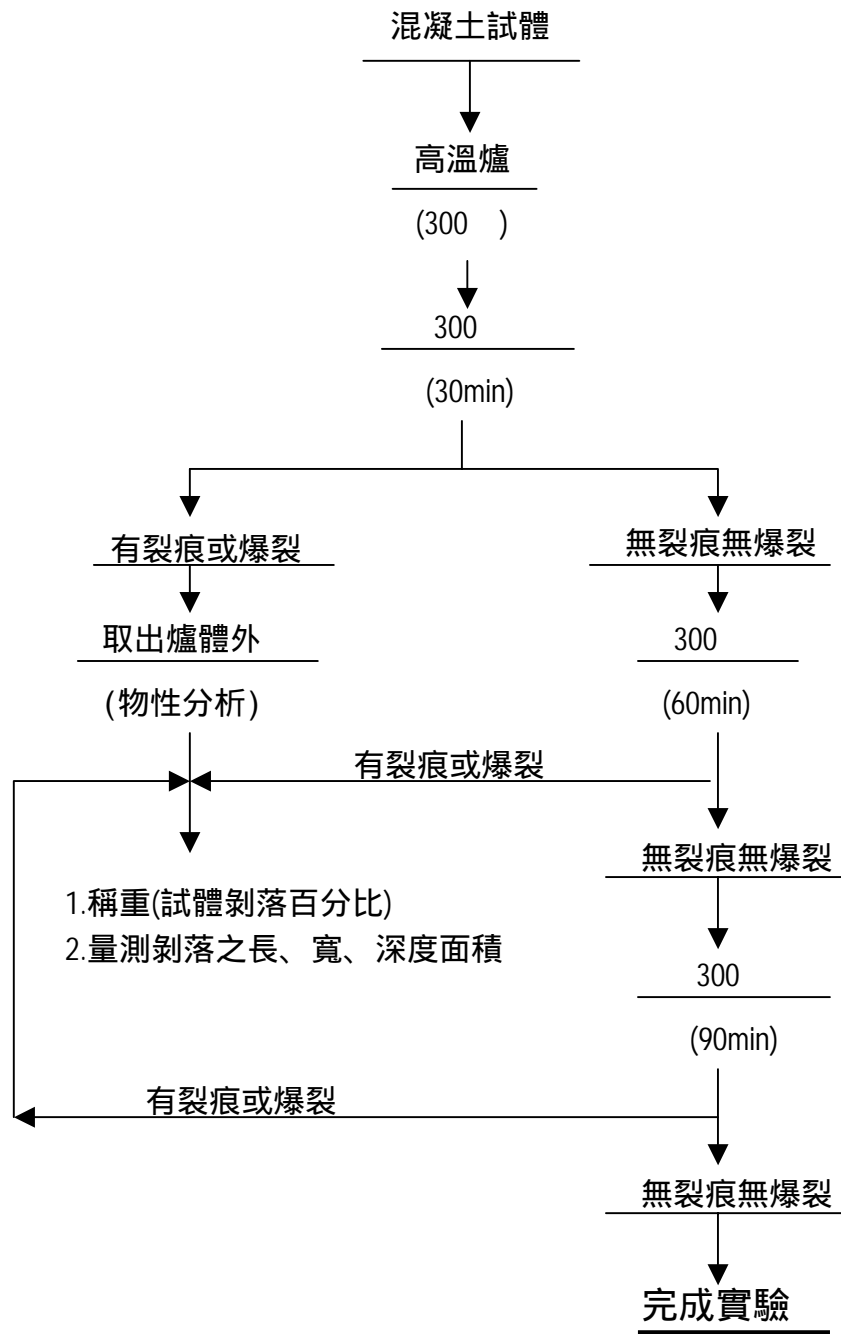 混凝土試體
高溫爐
(300 )
300
(30min)
有裂痕或爆裂
無裂痕無爆裂
取出爐體外
300
(物性分析)
(60min)
有裂痕或爆裂
無裂痕無爆裂
1.稱重(試體剝落百分比)
2.量測剝落之長、寬、深度面積
300
(90min)
有裂痕或爆裂
無裂痕無爆裂
完成實驗